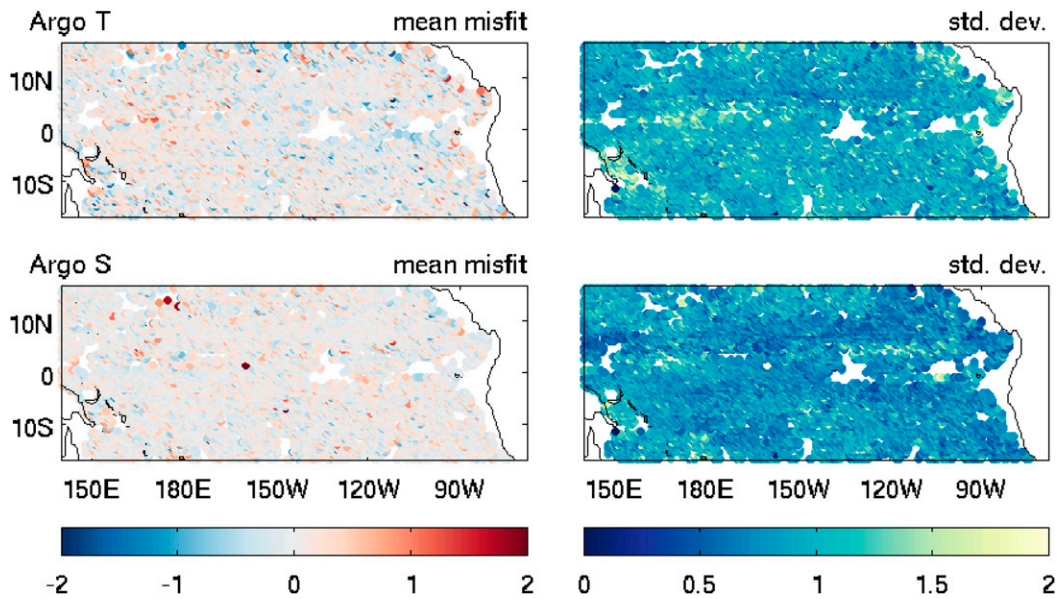 Argo T mean misfit std. dev.
10N
0
10S
Argo S mean misfit std. dev.
10N
0
10S
150E 180E 150W 120W 90W 150E 180E 150W 120W 90W
-2 -1 0 1 2 0 0.5 1 1.5 2